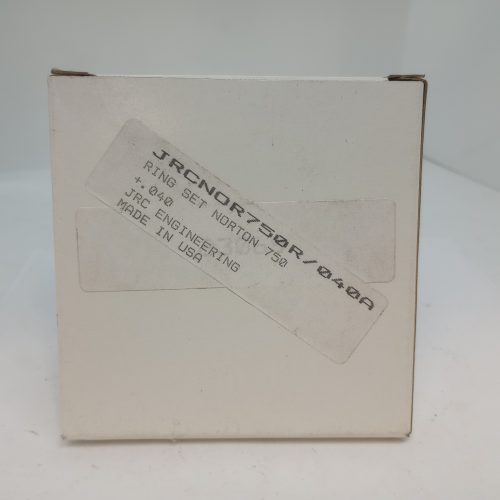 JRCNOR750R/040A
RING SET NORTON 750
+.040
JRC ENGINEERING
MADE IN USA